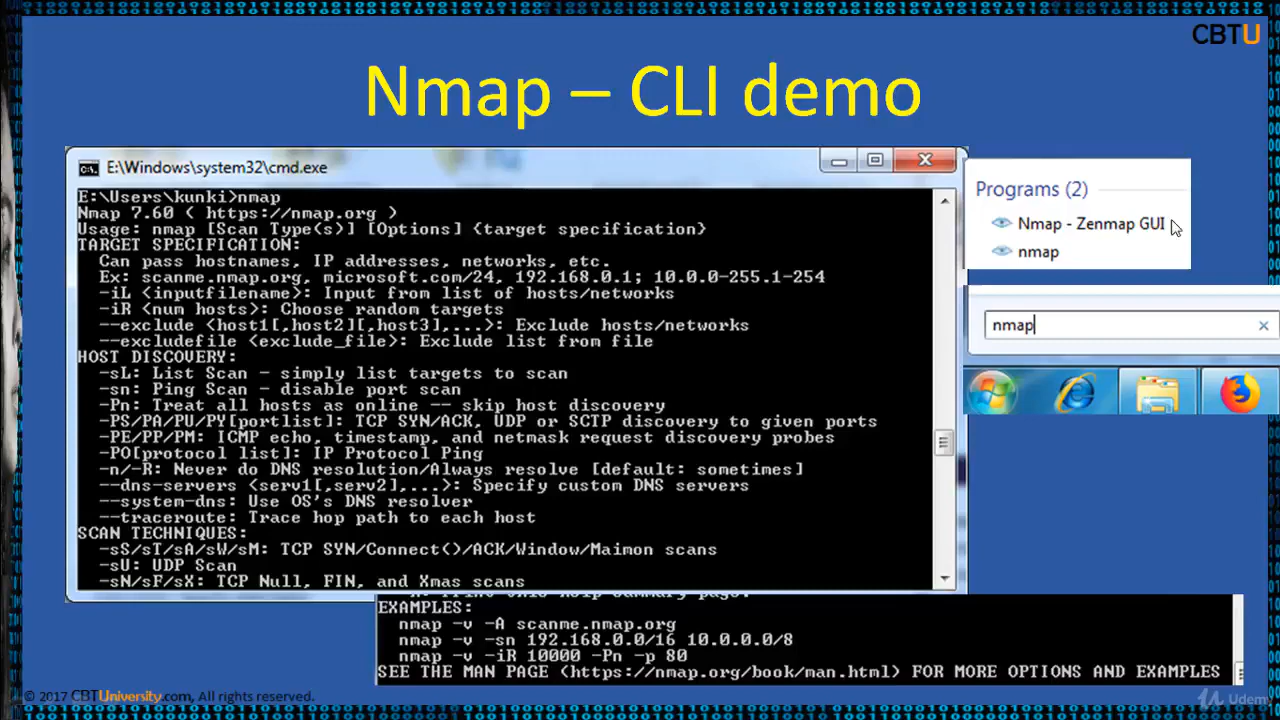 CBTU
Nmap – CLI demo
E:\Windows\system32\cmd.exe
E:\Users\kunki>nmap
Nmap 7.60 ( https://nmap.org )
Usage: nmap [Scan Type(s)] [Options] {target specification}
TARGET SPECIFICATION:
Can pass hostnames, IP addresses, networks, etc.
Ex: scanme.nmap.org, microsoft.com/24, 192.168.0.1; 10.0.0-255.1-254
-iL <inputfilename>: Input from list of hosts/networks
-iR <num hosts>: Choose random targets
--exclude <host1[,host2][,host3],...>: Exclude hosts/networks
--excludefile <exclude_file>: Exclude list from file
HOST DISCOVERY:
-sL: List Scan - simply list targets to scan
-sn: Ping Scan - disable port scan
-Pn: Treat all hosts as online -- skip host discovery
-PS/PA/PU/PY[portlist]: TCP SYN/ACK, UDP or SCTP discovery to given ports
-PE/PP/PM: ICMP echo, timestamp, and netmask request discovery probes
-PO[protocol list]: IP Protocol Ping
-n/-R: Never do DNS resolution/Always resolve [default: sometimes]
--dns-servers <serv1[,serv2],...>: Specify custom DNS servers
--system-dns: Use OS's DNS resolver
--traceroute: Trace hop path to each host
SCAN TECHNIQUES:
-sS/sT/sA/sW/sM: TCP SYN/Connect()/ACK/Window/Maimon scans
-sU: UDP Scan
-sN/sF/sX: TCP Null, FIN, and Xmas scans
Programs (2)
Nmap - Zenmap GUI
nmap
nmap
EXAMPLES:
nmap -v -A scanme.nmap.org
nmap -v -sn 192.168.0.0/16 10.0.0.0/8
nmap -v -iR 10000 -Pn -p 80
SEE THE MAN PAGE (https://nmap.org/book/man.html) FOR MORE OPTIONS AND EXAMPLES
© 2017 CBTUniversity.com, All rights reserved.
Udemy